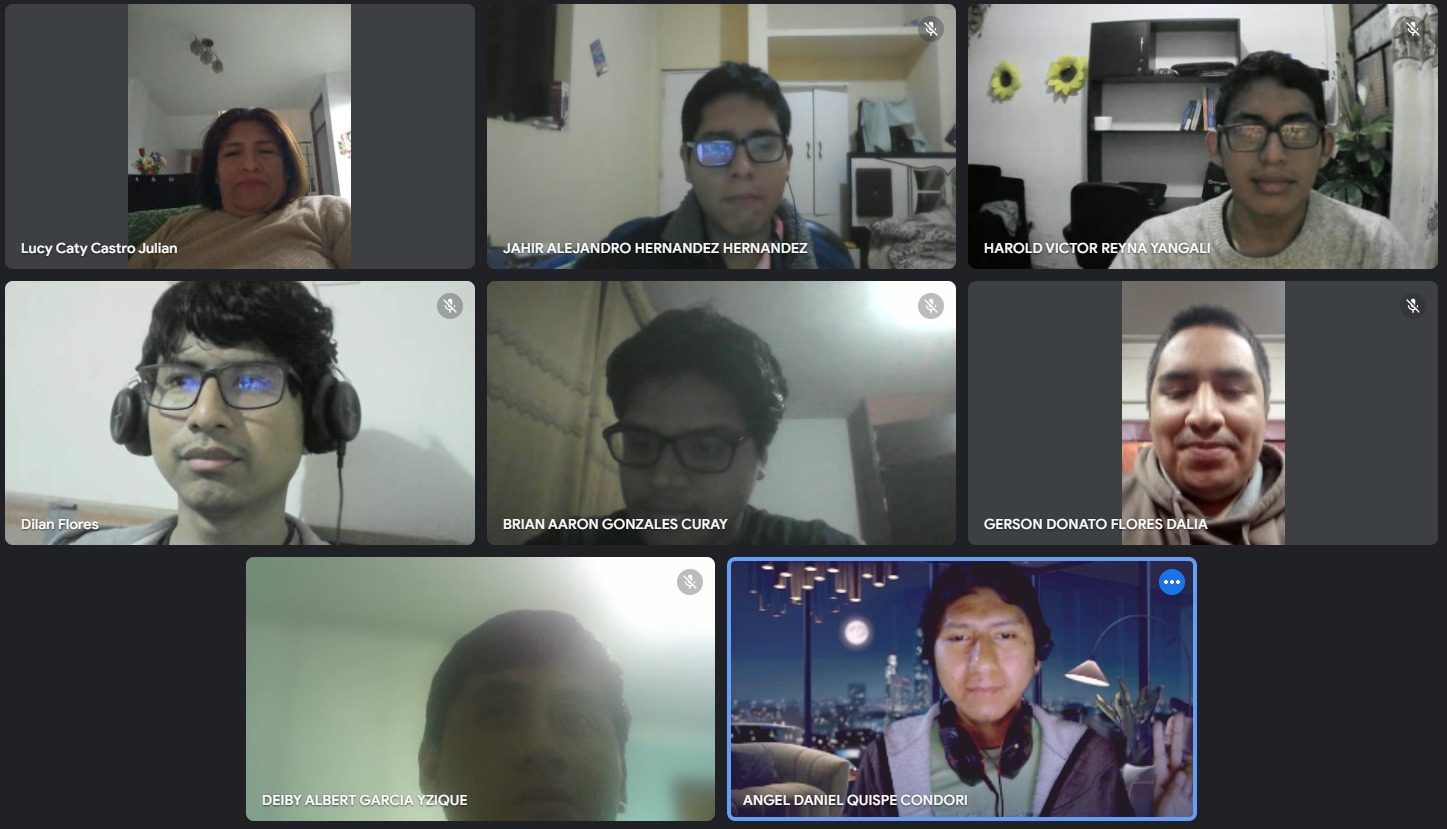 Lucy Caty Castro Julian
JAHIR ALEJANDRO HERNANDEZ HERNANDEZ
HAROLD VICTOR REYNA YANGALI
Dilan Flores
BRIAN AARON GONZALES CURAY
GERSON DONATO FLORES DALIA
DEIBY ALBERT GARCIA YZIQUE
ANGEL DANIEL QUISPE CONDORI